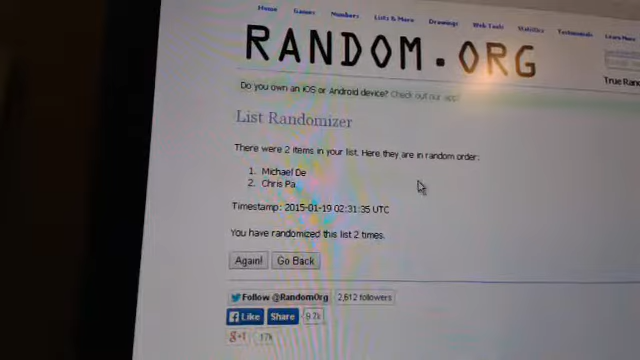 Home Games Numbers Lists & More Drawings Web Tools Statistics Testimonials Learn More
RANDOM.ORG
True Ran
Do you own an iOS or Android device? Check out our app!
List Randomizer
There were 2 items in your list. Here they are in random order:
1. Michael De
2. Chris Pa
Timestamp: 2015-01-19 02:31:35 UTC
You have randomized this list 2 times.
Again! Go Back
Follow @RandomOrg 2,612 followers
Like Share 9.7k
g+1 17k